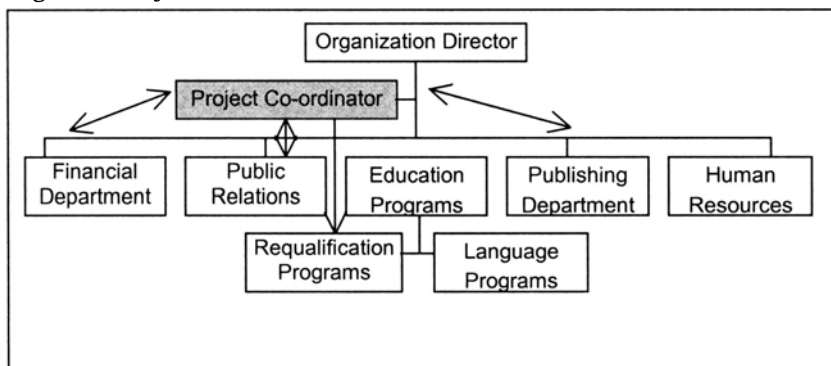 Organization Director
Project Co-ordinator
Financial
Department
Public
Relations
Education
Programs
Publishing
Department
Human
Resources
Requalification
Programs
Language
Programs